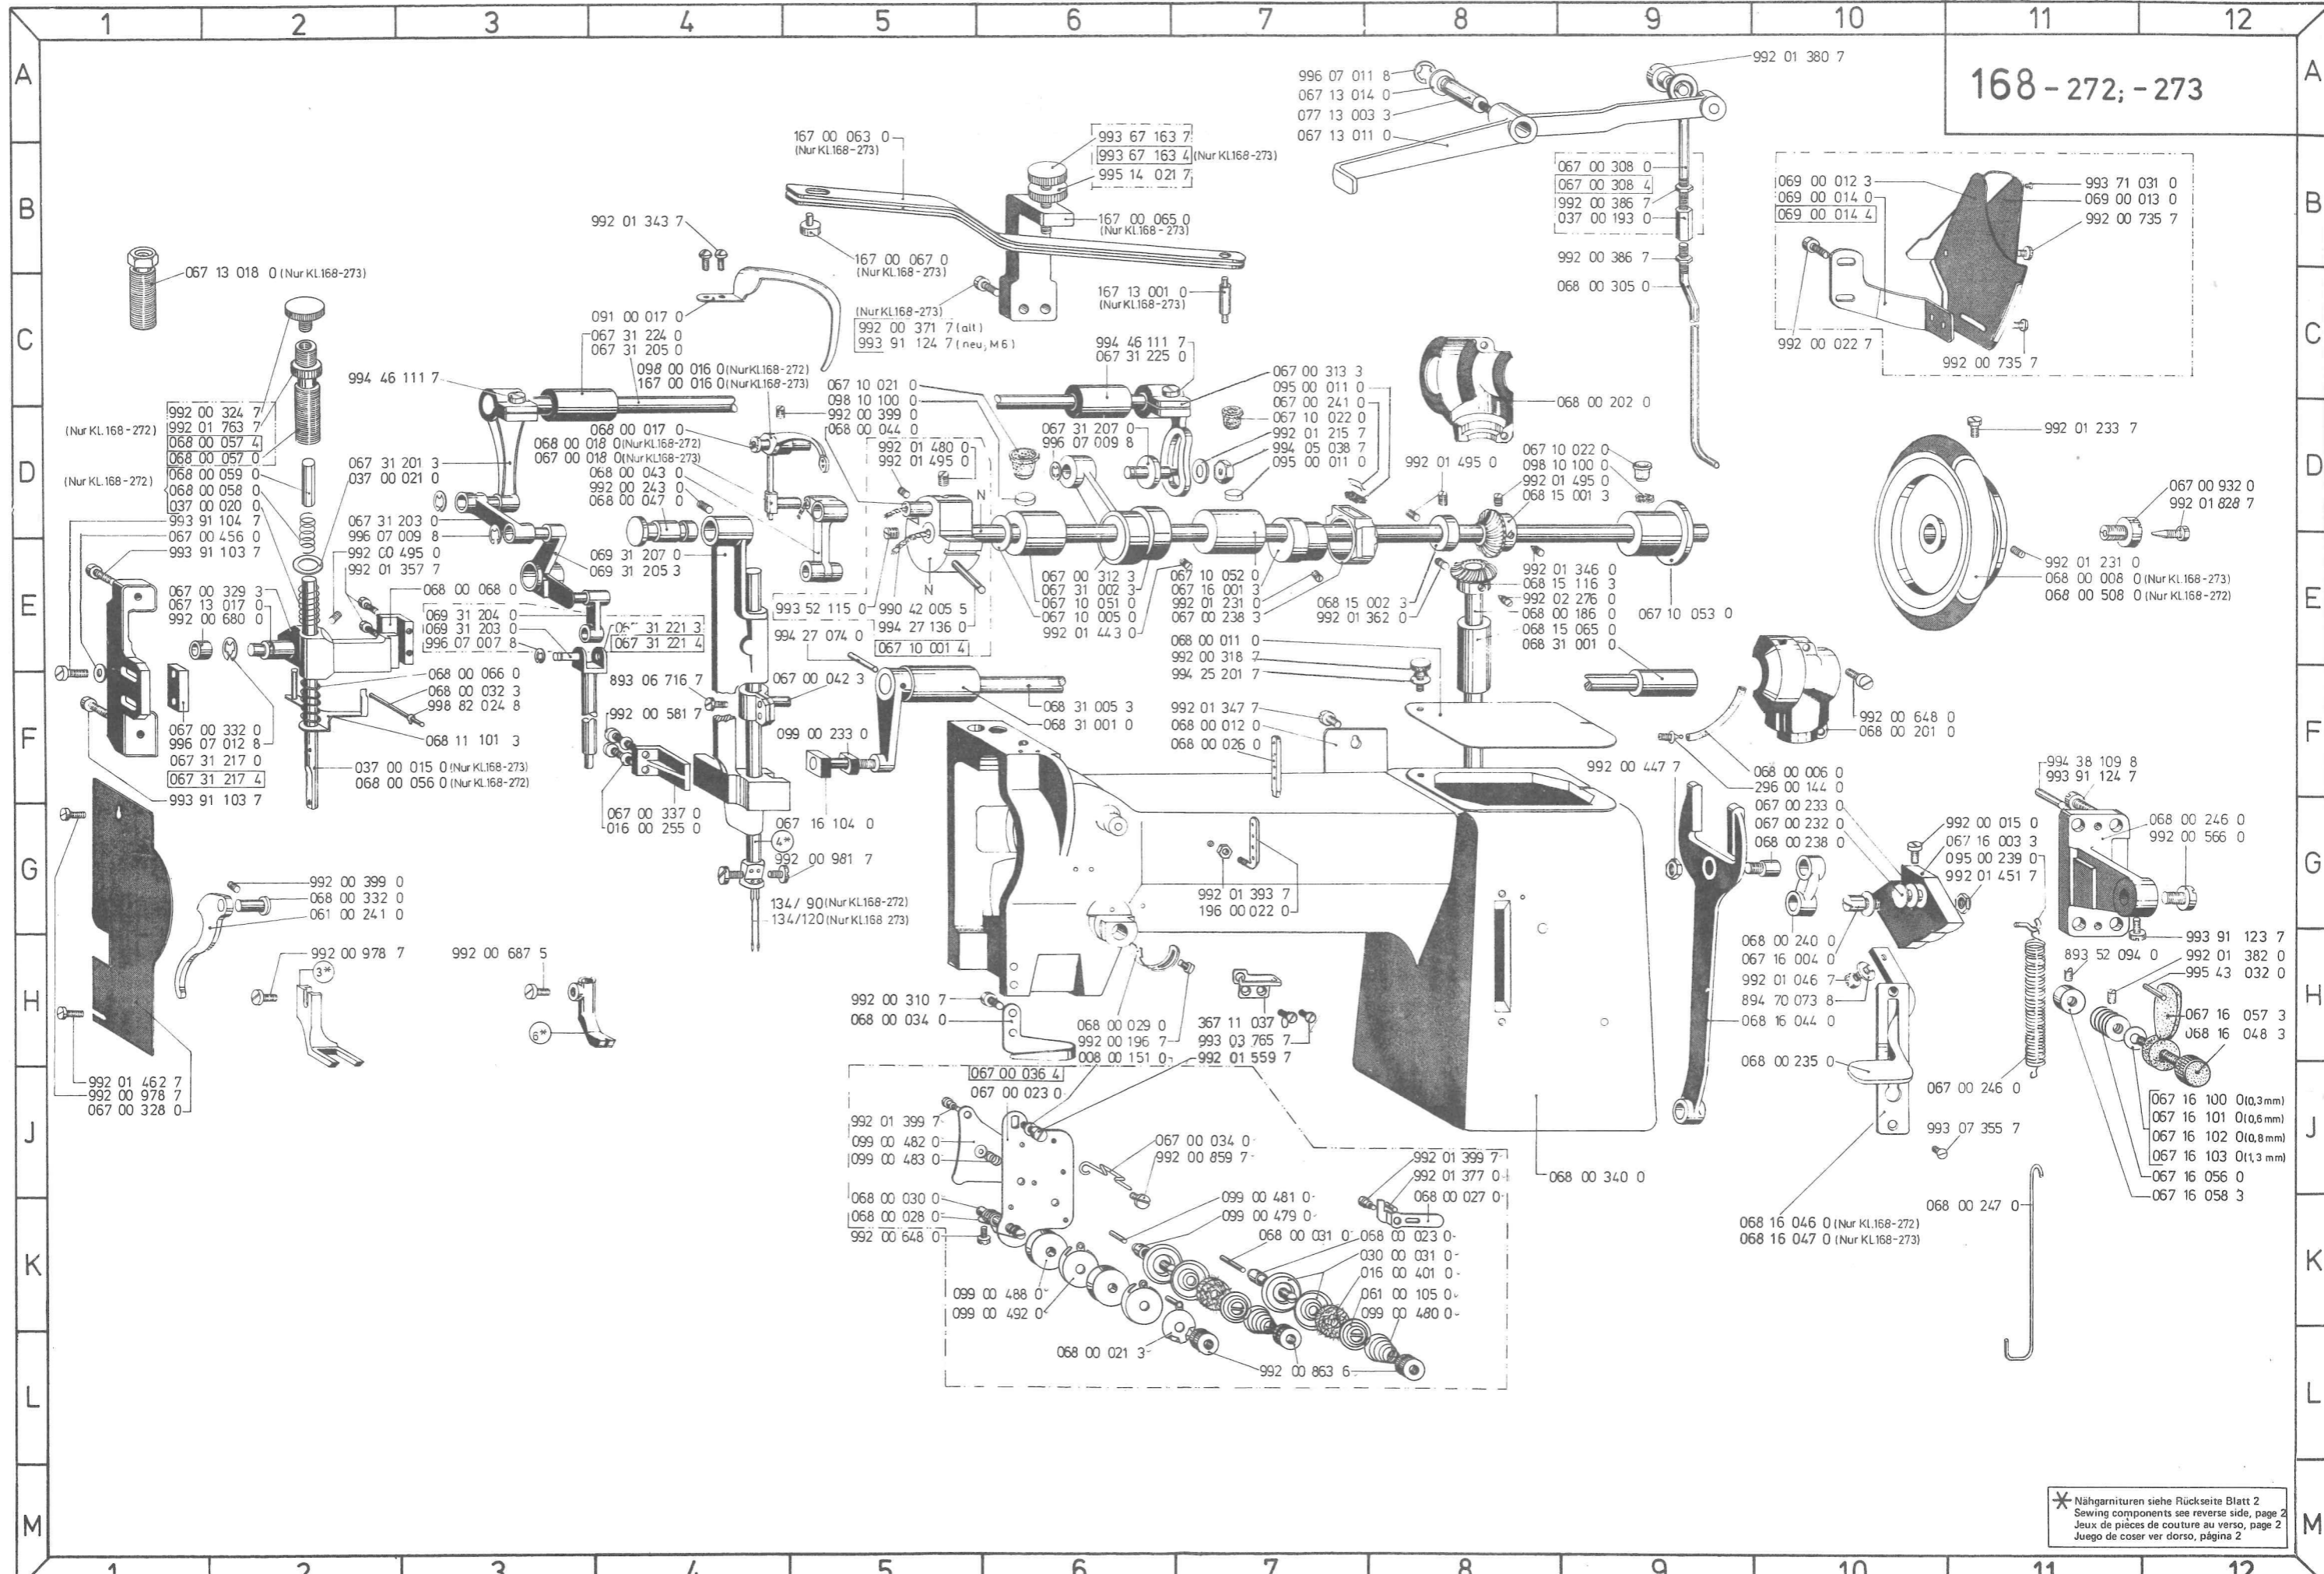 1 2 3 4 5 6 7 8 9 10 11 12
A
168-272; -273
992 01 380 7
996 07 011 8
067 13 014 0
077 13 003 3
067 13 011 0
167 00 063 0
(Nur KL.168-273)
993 67 163 7
993 67 163 4 (Nur KL.168-273)
995 14 021 7
B
167 00 065 0
(Nur KL.168-273)
992 01 343 7
167 00 067 0
(Nur KL.168-273)
067 00 308 0
067 00 308 4
992 00 386 7
037 00 193 0
992 00 386 7
068 00 305 0
069 00 012 3
069 00 014 0
069 00 014 4
993 71 031 0
069 00 013 0
992 00 735 7
992 00 022 7
992 00 735 7
067 13 018 0 (Nur KL.168-273)
C
091 00 017 0
067 31 224 0
067 31 205 0
098 00 016 0 (Nur KL.168-272)
167 00 016 0 (Nur KL.168-273)
(Nur KL.168-273)
992 00 371 7 (alt)
993 91 124 7 (neu, M6)
167 13 001 0
(Nur KL.168-273)
994 46 111 7
067 31 225 0
994 46 111 7
067 10 021 0
098 10 100 0
992 00 399 0
068 00 044 0
067 00 313 3
095 00 011 0
067 00 241 0
067 10 022 0
992 01 215 7
994 05 038 7
095 00 011 0
068 00 202 0
(Nur KL.168-272)
992 00 324 7
992 01 763 7
068 00 057 4
068 00 057 0
D
(Nur KL.168-272)
068 00 059 0
068 00 058 0
037 00 020 0
993 91 104 7
067 00 456 0
993 91 103 7
067 31 201 3
037 00 021 0
067 31 203 0
996 07 009 8
992 00 495 0
992 01 357 7
068 00 017 0
068 00 018 0 (Nur KL.168-272)
067 00 018 0 (Nur KL.168-273)
068 00 043 0
992 00 243 0
068 00 047 0
992 01 480 0
992 01 495 0
067 31 207 0
996 07 009 8
992 01 495 0
067 10 022 0
098 10 100 0
992 01 495 0
068 15 001 3
992 01 233 7
067 00 932 0
992 01 828 7
N
N
069 31 207 0
069 31 205 3
E
067 00 329 3
067 13 017 0
992 00 680 0
068 00 068 0
069 31 204 0
069 31 203 0
996 07 007 8
31 221 3
067 31 221 4
993 52 115 0
990 42 005 5
994 27 074 0
994 27 136 0
067 10 001 4
067 00 312 3
067 31 002 3
067 10 051 0
067 10 005 0
992 01 443 0
067 10 052 0
067 16 001 3
992 01 231 0
067 00 238 3
068 15 002 3
992 01 362 0
992 01 346 0
068 15 116 3
992 02 276 0
068 00 186 0
068 15 065 0
068 31 001 0
067 10 053 0
992 01 231 0
068 00 008 0 (Nur KL.168-273)
068 00 508 0 (Nur KL.168-272)
068 00 011 0
992 00 318 7
994 25 201 7
F
068 00 066 0
068 00 032 3
998 82 024 8
068 11 101 3
067 00 332 0
996 07 012 8
067 31 217 0
067 31 217 4
993 91 103 7
037 00 015 0 (Nur KL.168-273)
068 00 056 0 (Nur KL.168-272)
893 06 716 7
992 00 581 7
067 00 042 3
099 00 233 0
068 31 005 3
068 31 001 0
992 01 347 7
068 00 012 0
068 00 026 0
992 00 648 0
068 00 201 0
992 00 447 7
068 00 006 0
296 00 144 0
067 00 233 0
067 00 232 0
068 00 238 0
994 38 109 8
993 91 124 7
067 00 337 0
016 00 255 0
067 16 104 0
4*
992 00 981 7
G
992 00 015 0
067 16 003 3
095 00 239 0
992 01 451 7
068 00 246 0
992 00 566 0
992 00 399 0
068 00 332 0
061 00 241 0
134/ 90 (Nur KL.168-272)
134/120 (Nur KL.168 273)
992 01 393 7
196 00 022 0
992 00 978 7
3*
992 00 687 5
6*
H
068 00 240 0
067 16 004 0
992 01 046 7
894 70 073 8
068 16 044 0
068 00 235 0
993 91 123 7
893 52 094 0
992 01 382 0
995 43 032 0
067 16 057 3
068 16 048 3
992 00 310 7
068 00 034 0
068 00 029 0
992 00 196 7
008 00 151 0
367 11 037 0
993 03 765 7
992 01 559 7
992 01 462 7
992 00 978 7
067 00 328 0
J
067 00 036 4
067 00 023 0
992 01 399 7
099 00 482 0
099 00 483 0
067 00 034 0
992 00 859 7
992 01 399 7
992 01 377 0
068 00 027 0
068 00 340 0
067 00 246 0
993 07 355 7
067 16 100 0 (0,3mm)
067 16 101 0 (0,6mm)
067 16 102 0 (0,8mm)
067 16 103 0 (1,3mm)
067 16 056 0
067 16 058 3
K
068 00 030 0
068 00 028 0
992 00 648 0
099 00 481 0
099 00 479 0
068 00 031 0
068 00 023 0
030 00 031 0
016 00 401 0
061 00 105 0
099 00 480 0
099 00 488 0
099 00 492 0
068 16 046 0 (Nur KL.168-272)
068 16 047 0 (Nur KL.168-273)
068 00 247 0
L
068 00 021 3
992 00 863 6
M
* Nähgarnituren siehe Rückseite Blatt 2
Sewing components see reverse side, page 2
Jeux de pièces de couture au verso, page 2
Juego de coser ver dorso, página 2
1 2 3 4 5 6 7 8 9 10 11 12